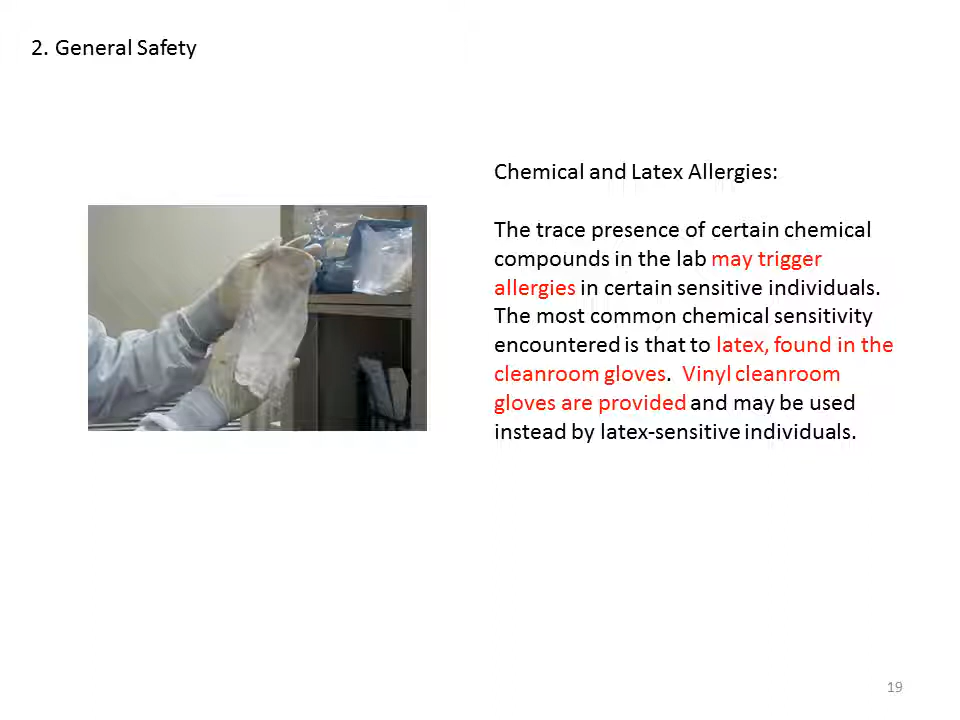 2. General Safety
Chemical and Latex Allergies:
The trace presence of certain chemical
compounds in the lab may trigger
allergies in certain sensitive individuals.
The most common chemical sensitivity
encountered is that to latex, found in the
cleanroom gloves.  Vinyl cleanroom
gloves are provided and may be used
instead by latex-sensitive individuals.
19